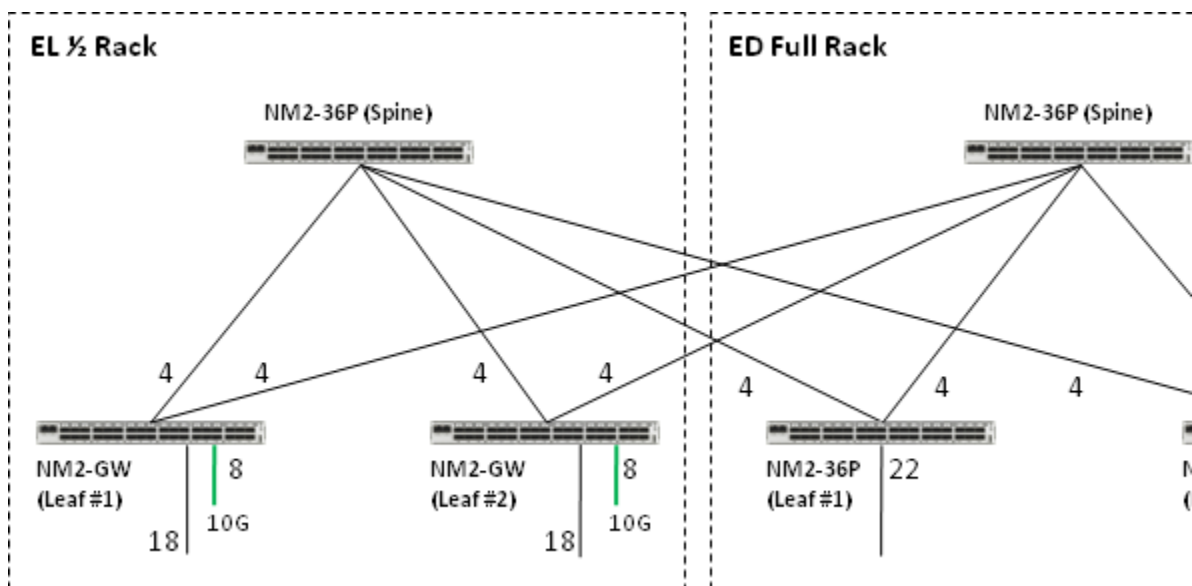 EL ½ Rack
ED Full Rack
NM2-36P (Spine)
NM2-36P (Spine)
4
4
4
4
4
4
4
NM2-GW
(Leaf #1)
8
10G
18
NM2-GW
(Leaf #2)
8
10G
18
NM2-36P
(Leaf #1)
22